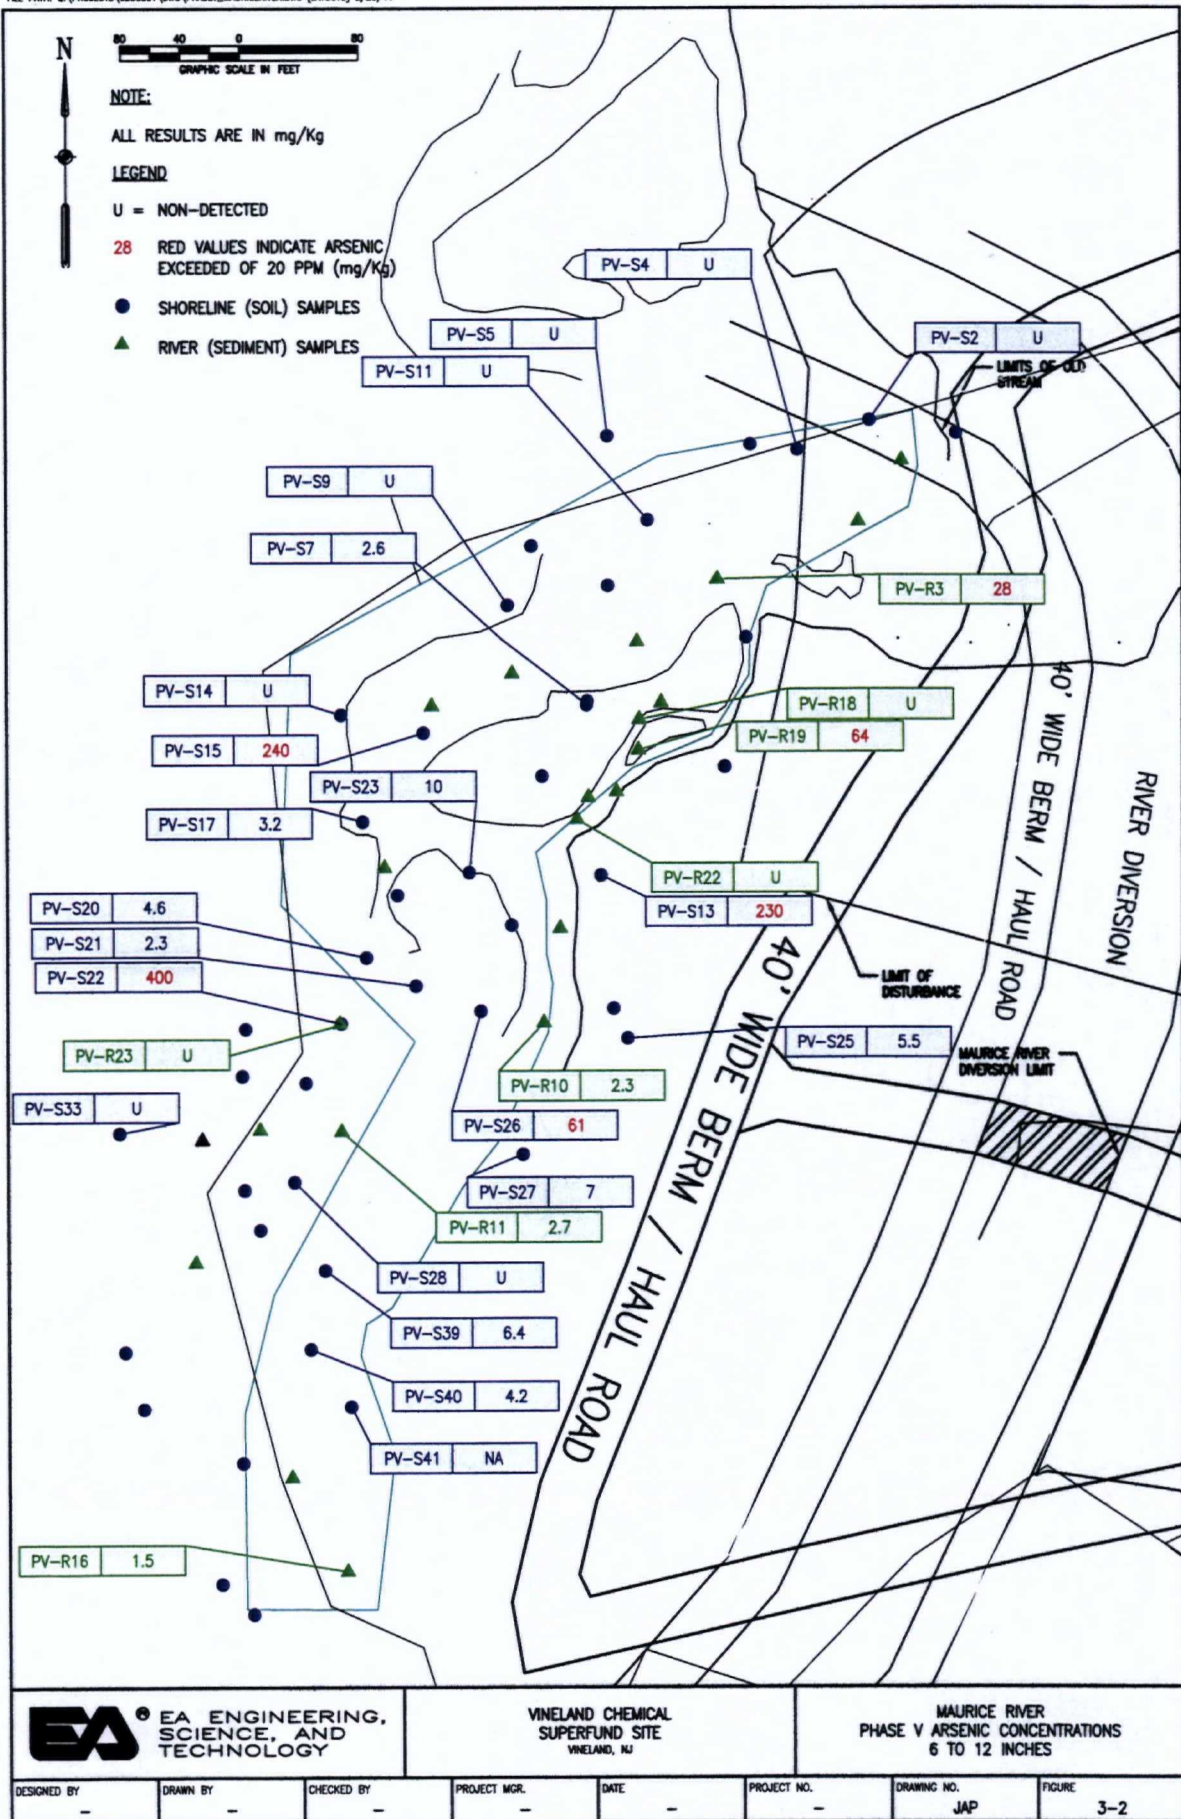 N
80 40 0 80
GRAPHIC SCALE IN FEET
NOTE:
ALL RESULTS ARE IN mg/Kg
LEGEND
U = NON-DETECTED
28 RED VALUES INDICATE ARSENIC
EXCEEDED OF 20 PPM (mg/Kg)
SHORELINE (SOIL) SAMPLES
RIVER (SEDIMENT) SAMPLES
PV-S4 U
PV-S5 U
PV-S2 U
PV-S11 U
LIMITS OF OLD
STREAM
PV-S9 U
PV-S7 2.6
PV-R3 28
PV-S14 U
PV-R18 U
PV-S15 240
PV-R19 64
PV-S23 10
PV-S17 3.2
40' WIDE BERM / HAUL ROAD
RIVER DIVERSION
PV-R22 U
PV-S20 4.6
PV-S13 230
PV-S21 2.3
PV-S22 400
LIMIT OF
DISTURBANCE
PV-R23 U
PV-S25 5.5
MAURICE RIVER
DIVERSION LIMIT
PV-R10 2.3
PV-S33 U
PV-S26 61
40' WIDE BERM / HAUL ROAD
PV-S27 7
PV-R11 2.7
PV-S28 U
PV-S39 6.4
PV-S40 4.2
PV-S41 NA
PV-R16 1.5
EA ® EA ENGINEERING,
SCIENCE, AND
TECHNOLOGY
VINELAND CHEMICAL
SUPERFUND SITE
VINELAND, NJ
MAURICE RIVER
PHASE V ARSENIC CONCENTRATIONS
6 TO 12 INCHES
DESIGNED BY
-
DRAWN BY
-
CHECKED BY
-
PROJECT MGR.
-
DATE
-
PROJECT NO.
-
DRAWING NO.
JAP
FIGURE
3-2